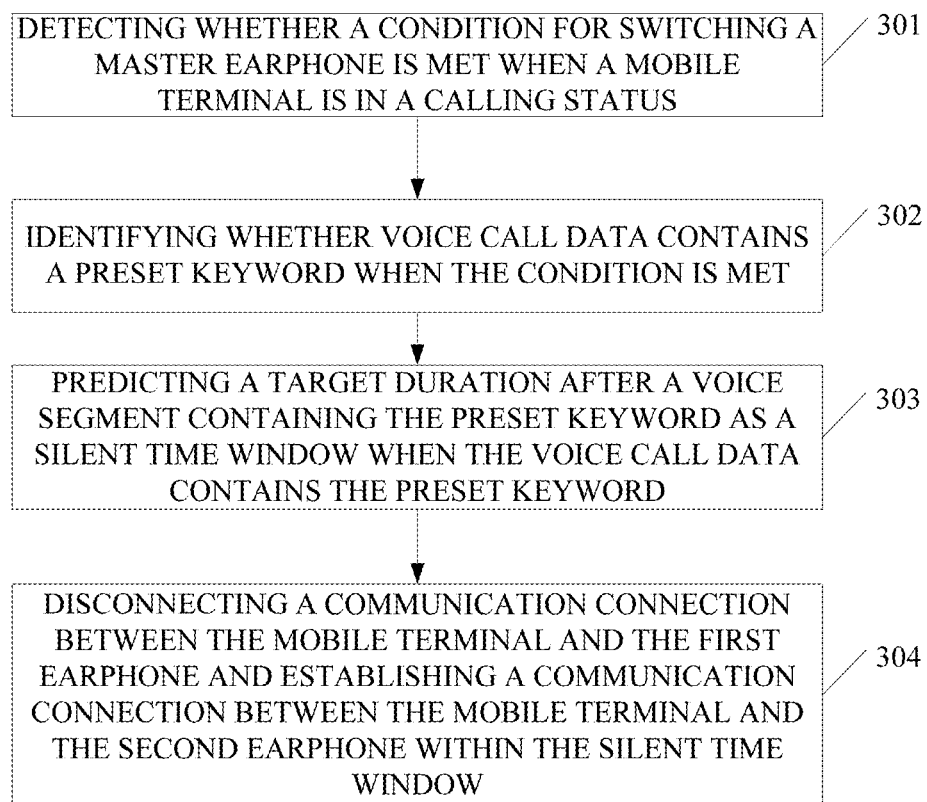 DETECTING WHETHER A CONDITION FOR SWITCHING A
MASTER EARPHONE IS MET WHEN A MOBILE
TERMINAL IS IN A CALLING STATUS
301
IDENTIFYING WHETHER VOICE CALL DATA CONTAINS
A PRESET KEYWORD WHEN THE CONDITION IS MET
302
PREDICTING A TARGET DURATION AFTER A VOICE
SEGMENT CONTAINING THE PRESET KEYWORD AS A
SILENT TIME WINDOW WHEN THE VOICE CALL DATA
CONTAINS THE PRESET KEYWORD
303
DISCONNECTING A COMMUNICATION CONNECTION
BETWEEN THE MOBILE TERMINAL AND THE FIRST
EARPHONE AND ESTABLISHING A COMMUNICATION
CONNECTION BETWEEN THE MOBILE TERMINAL AND
THE SECOND EARPHONE WITHIN THE SILENT TIME
WINDOW
304